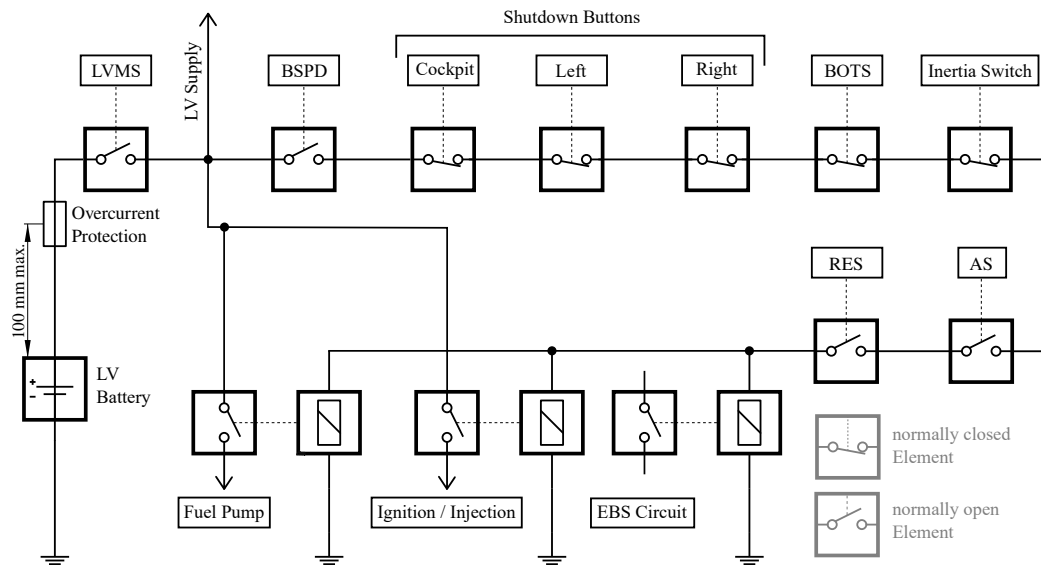 Shutdown Buttons
LV Supply
LVMS
BSPD
Cockpit
Left
Right
BOTS
Inertia Switch
Overcurrent
Protection
100 mm max.
RES
AS
+
-
LV
Battery
normally closed
Element
Fuel Pump
Ignition / Injection
EBS Circuit
normally open
Element